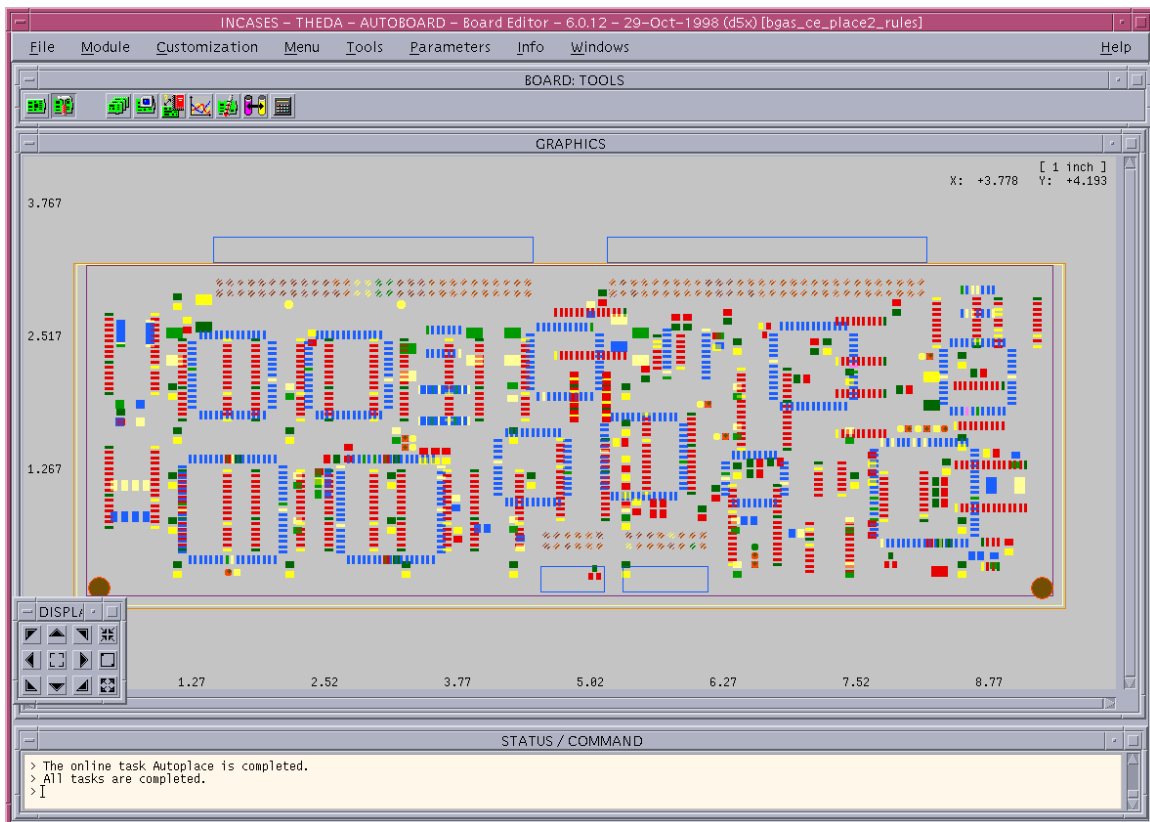 INCASES – THEDA – AUTOBOARD – Board Editor – 6.0.12 – 29-Oct-1998 (d5x) [bgas_ce_place2_rules]
File Module Customization Menu Tools Parameters Info Windows Help
BOARD: TOOLS
GRAPHICS
[ 1 inch ]
X: +3.778 Y: +4.193
3.767
2.517
1.267
DISPLA
1.27 2.52 3.77 5.02 6.27 7.52 8.77
STATUS / COMMAND
> The online task Autoplace is completed.
> All tasks are completed.
>